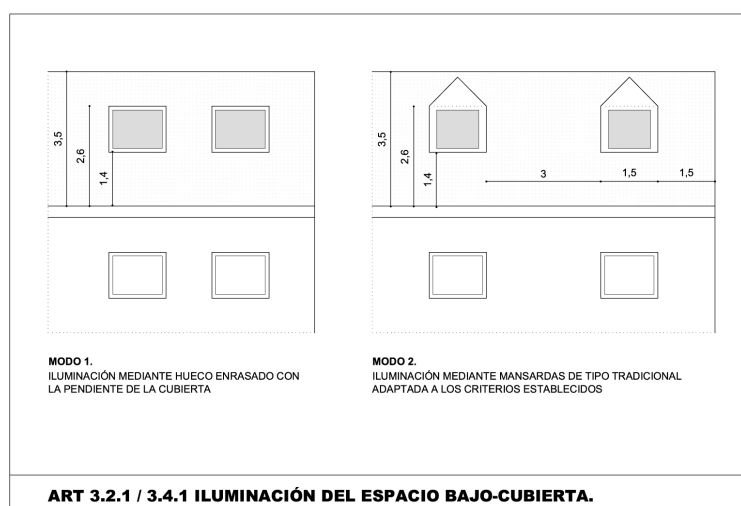 3,5
2,6
1,4
3,5
2,6
1,4
3
1,5
1,5
MODO 1.
ILUMINACIÓN MEDIANTE HUECO ENRASADO CON
LA PENDIENTE DE LA CUBIERTA
MODO 2.
ILUMINACIÓN MEDIANTE MANSARDAS DE TIPO TRADICIONAL
ADAPTADA A LOS CRITERIOS ESTABLECIDOS
ART 3.2.1 / 3.4.1 ILUMINACIÓN DEL ESPACIO BAJO-CUBIERTA.